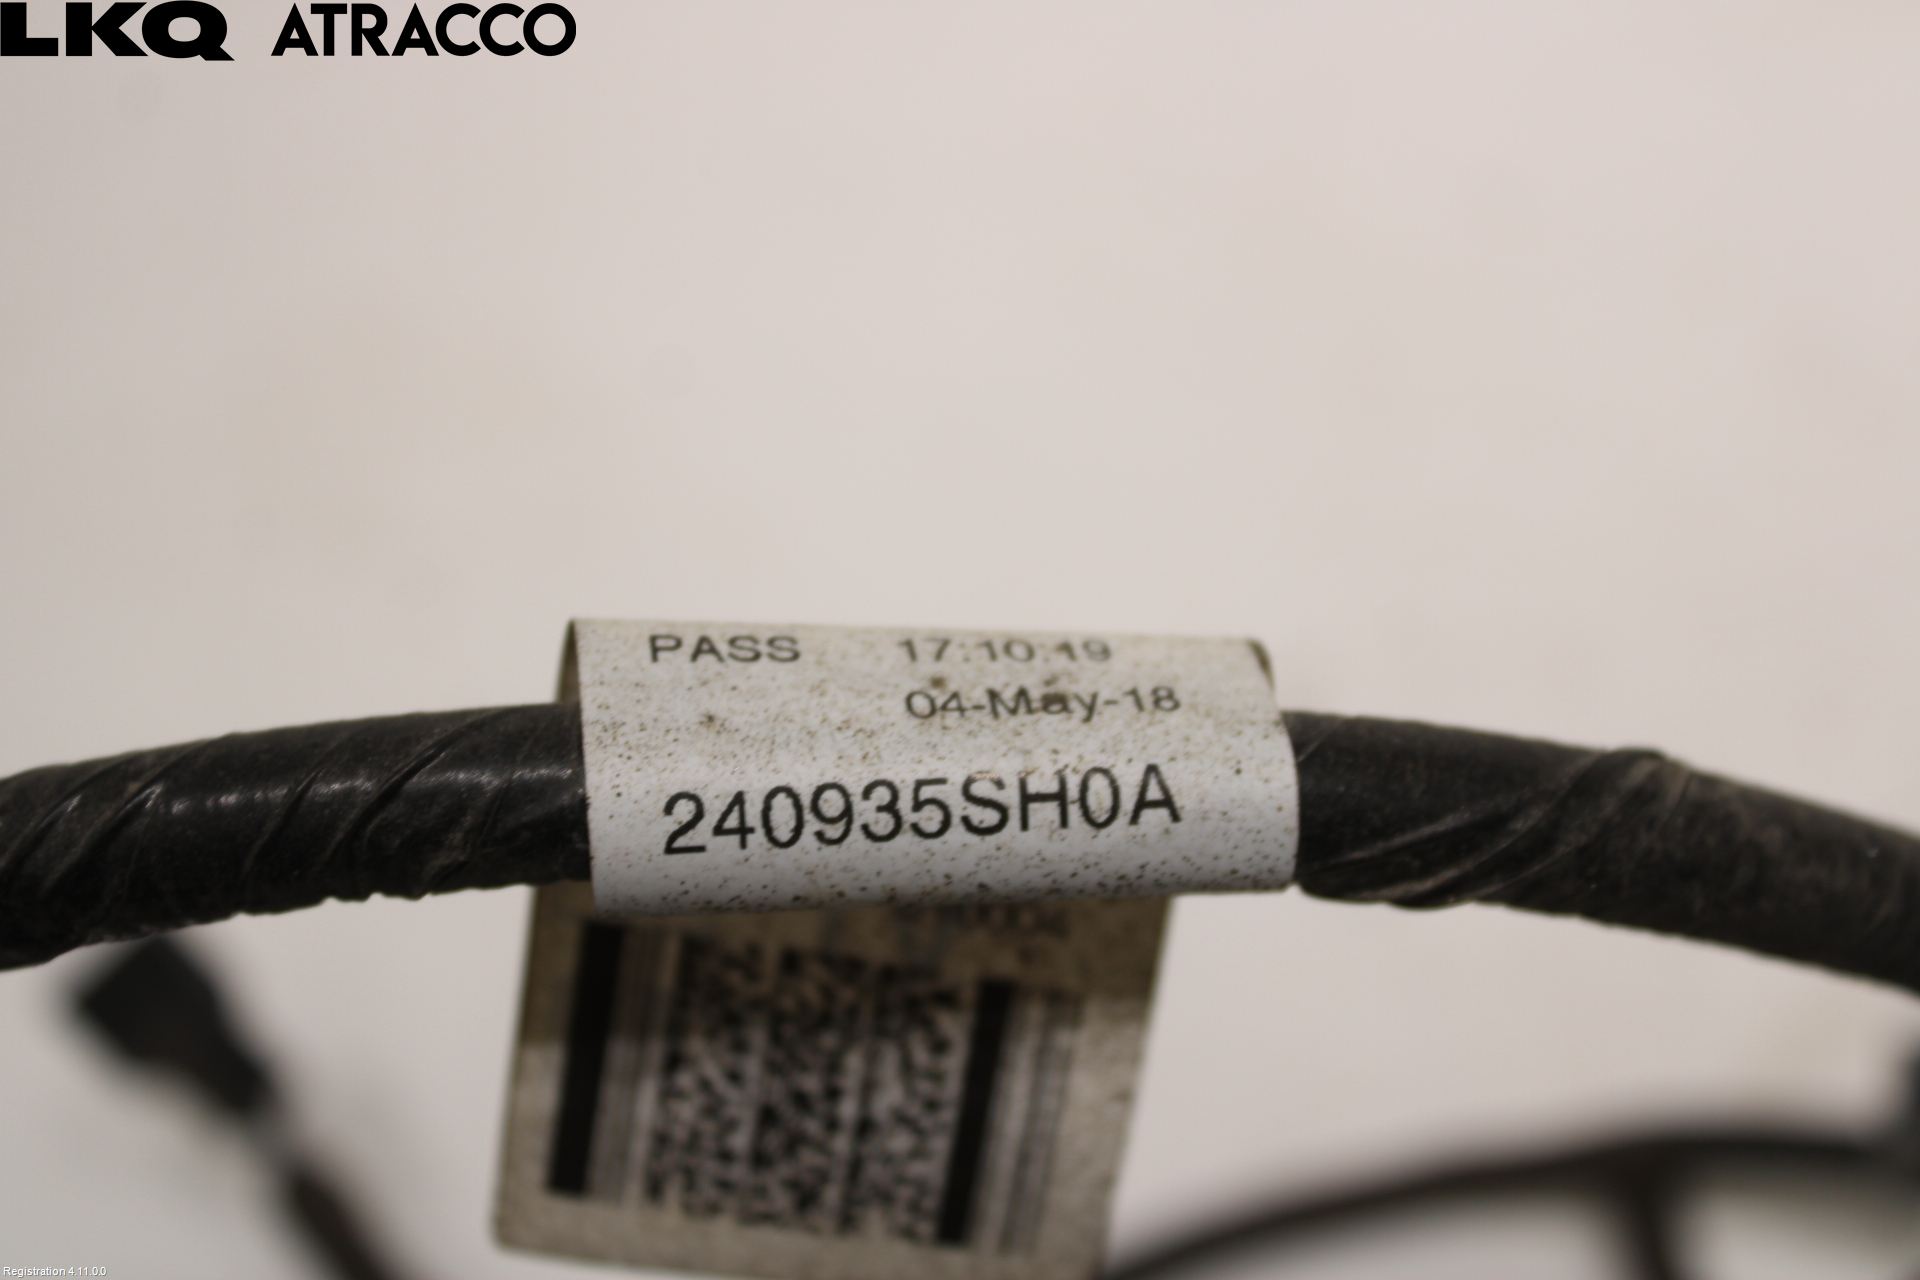 LKQ ATRACCO
PASS 17:10:19
04-May-18
240935SH0A
Registration 4.11.0.0